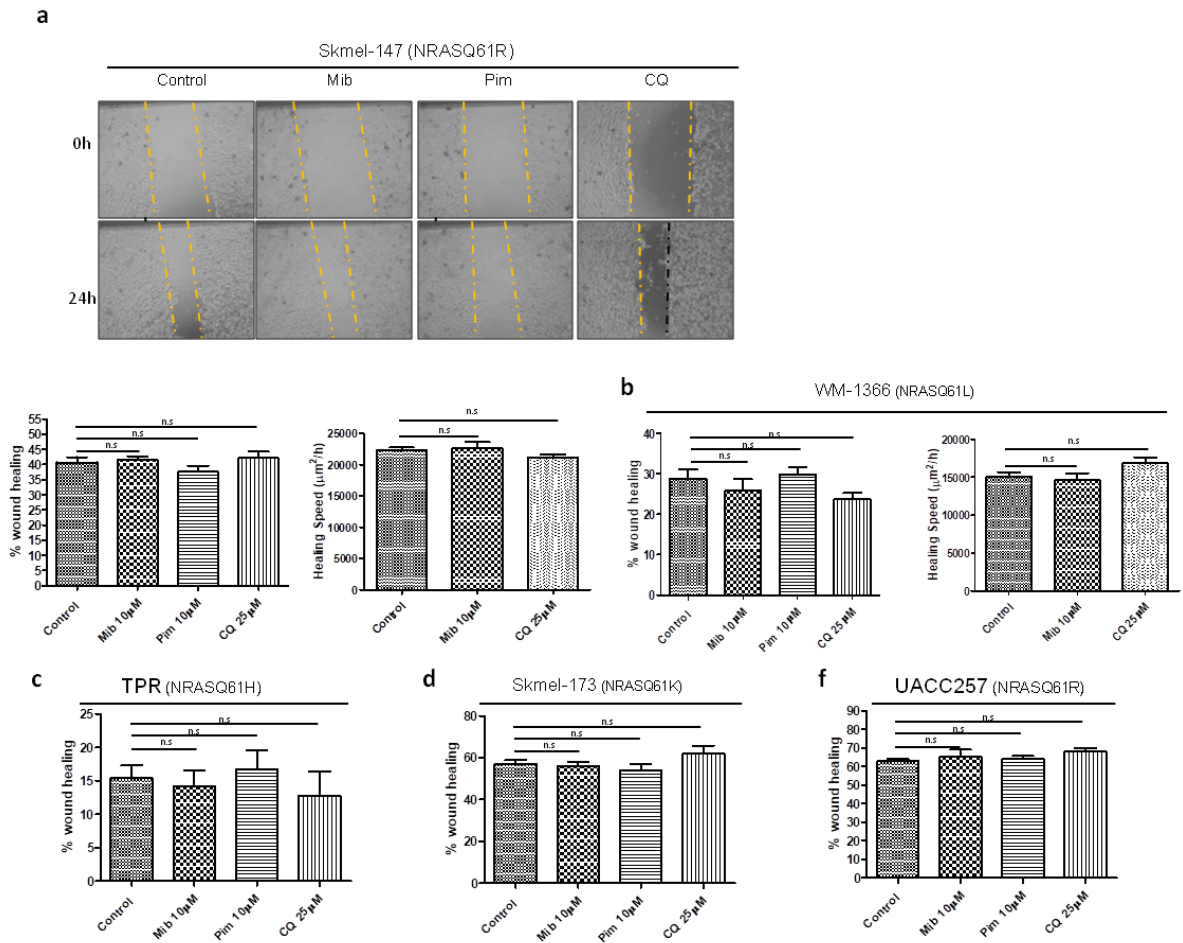 a
Skmel-147 (NRASQ61R)
Control Mib Pim CQ
0h
24h
% wound healing
55
50
45
40
35
30
25
20
15
10
5
0
n.s
n.s
n.s
Control Mib 10μM Pim 10μM CQ 25μM
Healing Speed (μm²/h)
25000
20000
15000
10000
5000
0
n.s
n.s
Control Mib 10μM CQ 25μM
b
WM-1366 (NRASQ61L)
% wound healing
40
30
20
10
0
n.s
n.s
n.s
Control Mib 10μM Pim 10μM CQ 25μM
Healing Speed (μm²/h)
20000
15000
10000
5000
0
n.s
n.s
Control Mib 10μM CQ 25μM
c
TPR (NRASQ61H)
% wound healing
25
20
15
10
5
0
n.s
n.s
n.s
Control Mib 10μM Pim 10μM CQ 25μM
d
Skmel-173 (NRASQ61K)
% wound healing
80
60
40
20
0
n.s
n.s
n.s
Control Mib 10μM Pim 10μM CQ 25μM
f
UACC257 (NRASQ61R)
% wound healing
90
80
70
60
50
40
30
20
10
0
n.s
n.s
n.s
Control Mib 10μM Pim 10μM CQ 25μM